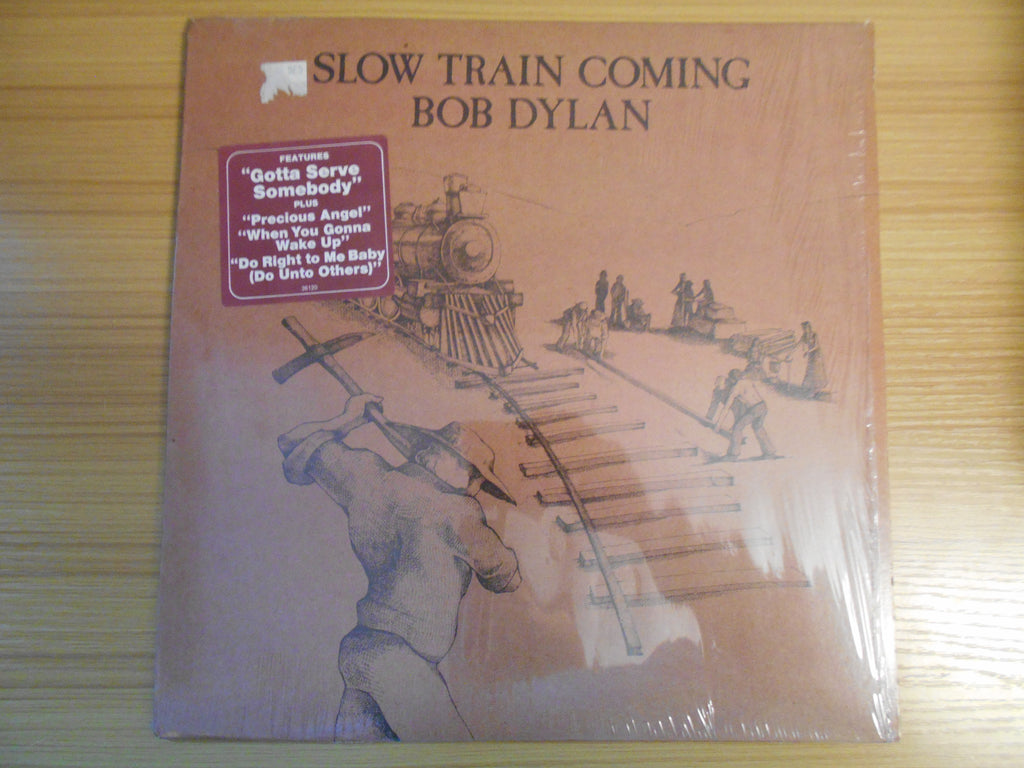 SLOW TRAIN COMING
BOB DYLAN
FEATURES
"Gotta Serve
Somebody"
PLUS
"Precious Angel"
"When You Gonna
Wake Up"
"Do Right to Me Baby
(Do Unto Others)"
36120